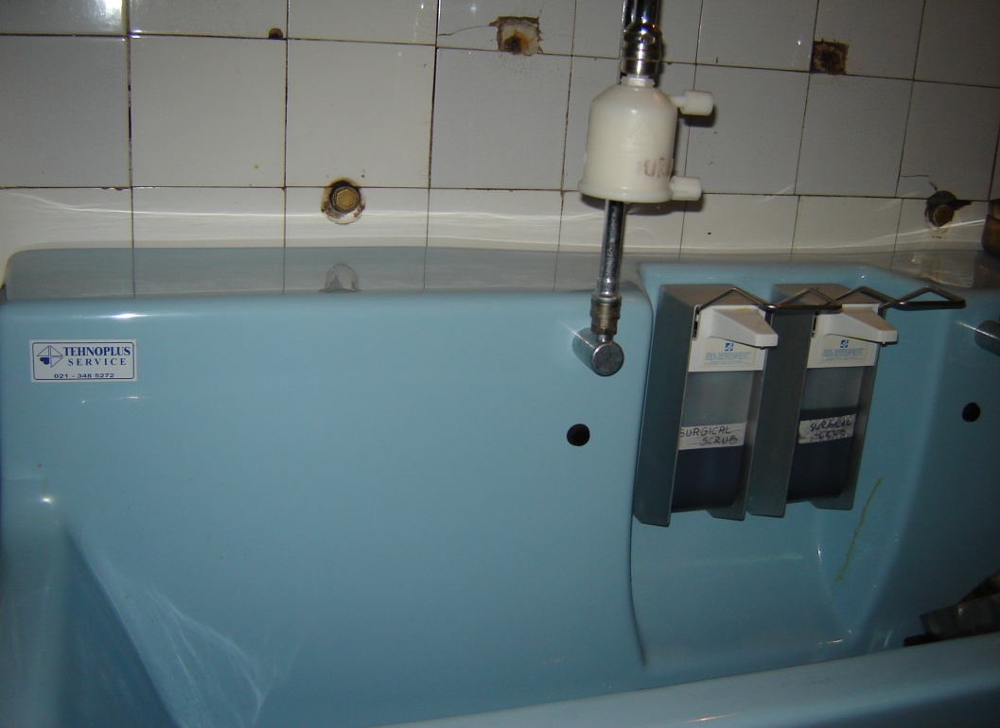 TEHNOPLUS
SERVICE
021 - 348 5272
SURGICAL
SCRUB
SURGICAL
SCRUB